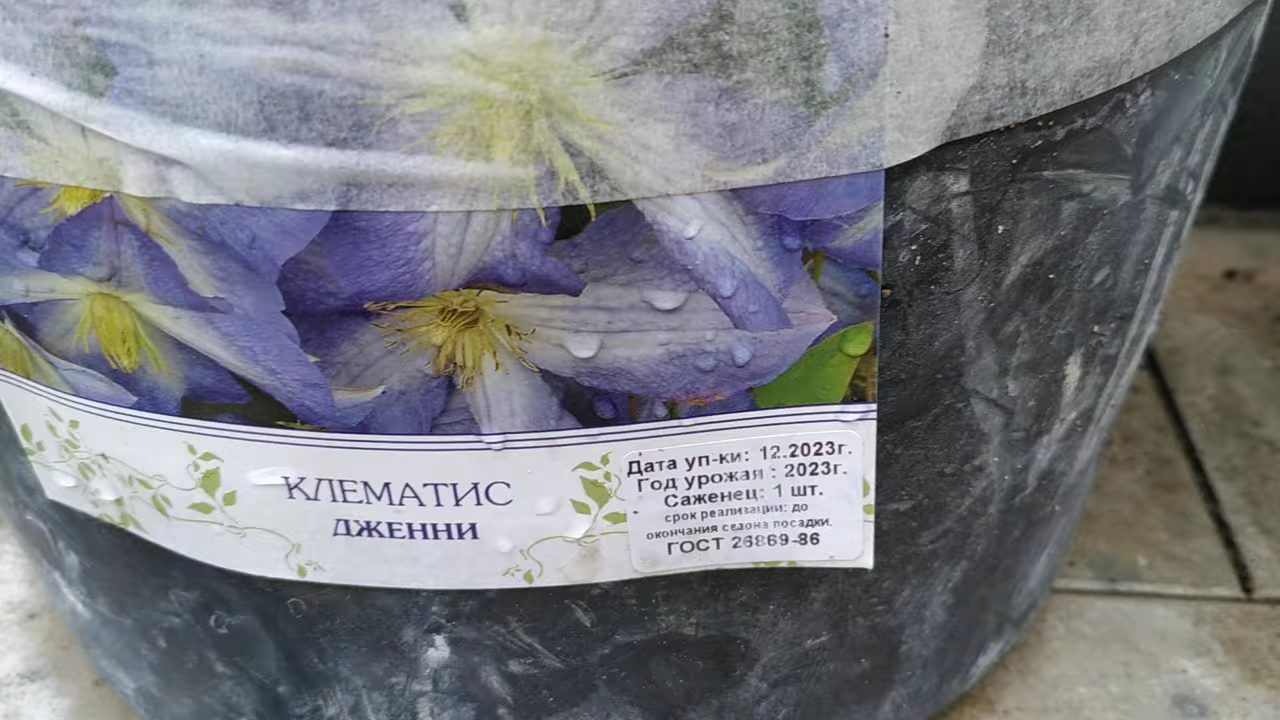 КЛЕМАТИС
ДЖЕННИ
Дата уп-ки: 12.2023г.
Год урожая : 2023г.
Саженец: 1 шт.
срок реализации: до
окончания сезона посадки.
ГОСТ 26869-86